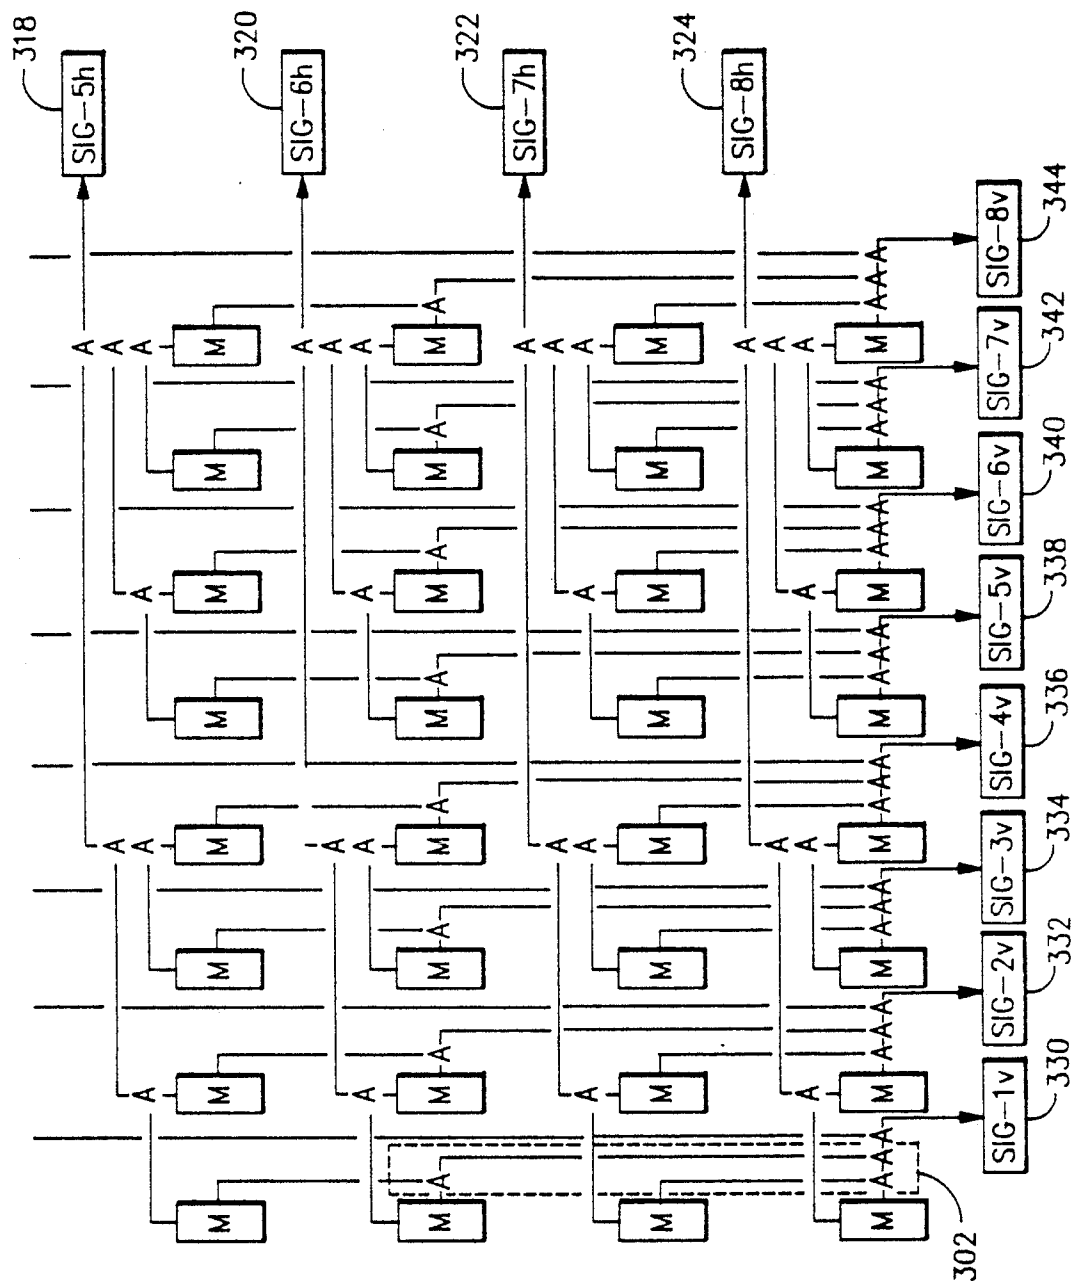 318
A SIG-5h
A A
A A A A
M M M M M M M M
320
A SIG-6h
A A
A A A A
M A M A M A M A M A M A M A M A
322
A SIG-7h
A A
A A A A
M M M M M M M M
324
A SIG-8h
A A
A A A A
M A A A M A A A M A A A M A A A M A A A M A A A M A A A M A A A
302
SIG-1v SIG-2v SIG-3v SIG-4v SIG-5v SIG-6v SIG-7v SIG-8v
330 332 334 336 338 340 342 344